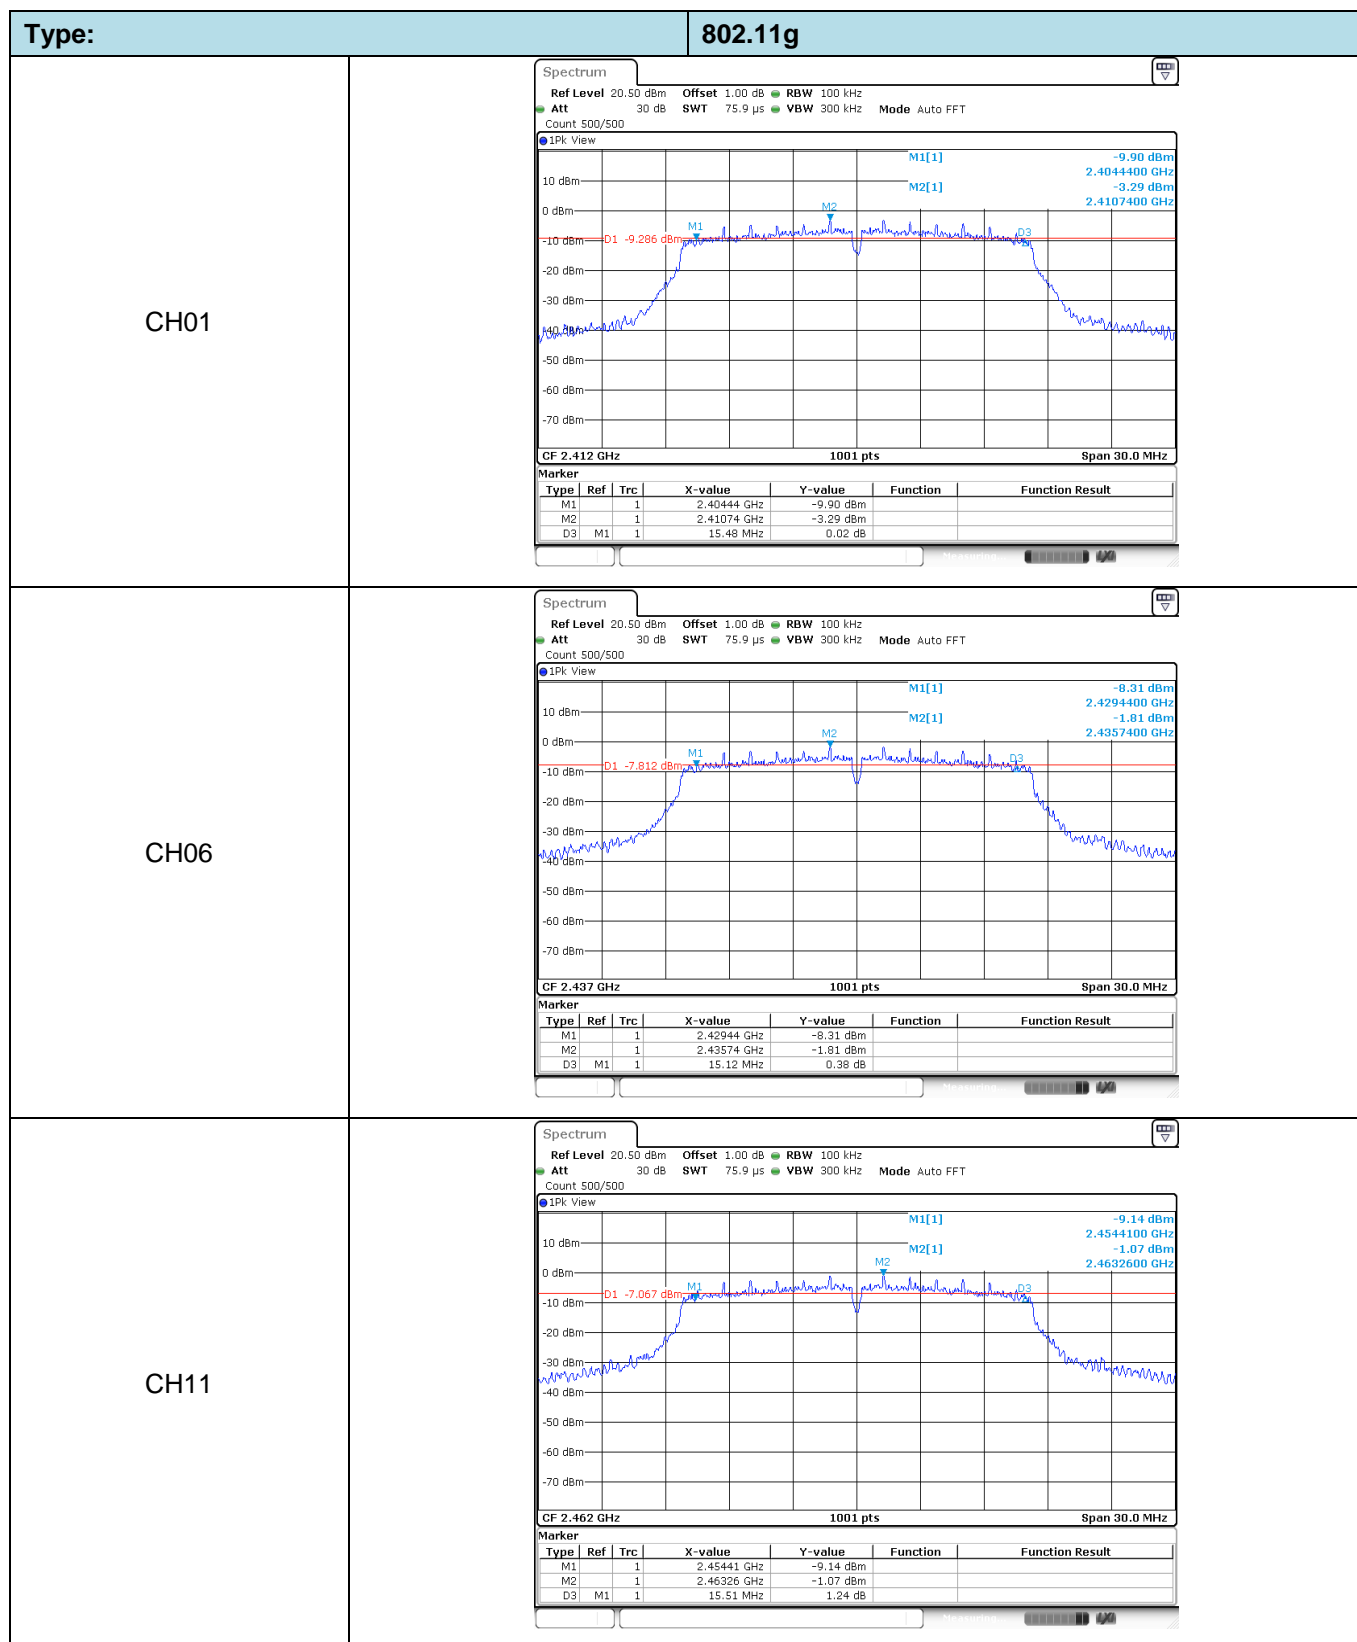 Type: 802.11g
CH01
Spectrum
Ref Level 20.50 dBm Offset 1.00 dB RBW 100 kHz
Att 30 dB SWT 75.9 µs VBW 300 kHz Mode Auto FFT
Count 500/500
1Pk View
M1[1] -9.90 dBm
2.4044400 GHz
10 dBm M2[1] -3.29 dBm
2.4107400 GHz
M2
0 dBm
M1 D3
D1 -9.286 dBm
-10 dBm
-20 dBm
-30 dBm
-40 dBm
-50 dBm
-60 dBm
-70 dBm
CF 2.412 GHz 1001 pts Span 30.0 MHz
Marker
Type Ref Trc X-value Y-value Function Function Result
M1 1 2.40444 GHz -9.90 dBm
M2 1 2.41074 GHz -3.29 dBm
D3 M1 1 15.48 MHz 0.02 dB
Measuring...
CH06
Spectrum
Ref Level 20.50 dBm Offset 1.00 dB RBW 100 kHz
Att 30 dB SWT 75.9 µs VBW 300 kHz Mode Auto FFT
Count 500/500
1Pk View
M1[1] -8.31 dBm
2.4294400 GHz
10 dBm M2[1] -1.81 dBm
2.4357400 GHz
M2
0 dBm
M1 D3
D1 -7.812 dBm
-10 dBm
-20 dBm
-30 dBm
-40 dBm
-50 dBm
-60 dBm
-70 dBm
CF 2.437 GHz 1001 pts Span 30.0 MHz
Marker
Type Ref Trc X-value Y-value Function Function Result
M1 1 2.42944 GHz -8.31 dBm
M2 1 2.43574 GHz -1.81 dBm
D3 M1 1 15.12 MHz 0.38 dB
Measuring...
CH11
Spectrum
Ref Level 20.50 dBm Offset 1.00 dB RBW 100 kHz
Att 30 dB SWT 75.9 µs VBW 300 kHz Mode Auto FFT
Count 500/500
1Pk View
M1[1] -9.14 dBm
2.4544100 GHz
10 dBm M2[1] -1.07 dBm
2.4632600 GHz
M2
0 dBm
M1 D3
D1 -7.067 dBm
-10 dBm
-20 dBm
-30 dBm
-40 dBm
-50 dBm
-60 dBm
-70 dBm
CF 2.462 GHz 1001 pts Span 30.0 MHz
Marker
Type Ref Trc X-value Y-value Function Function Result
M1 1 2.45441 GHz -9.14 dBm
M2 1 2.46326 GHz -1.07 dBm
D3 M1 1 15.51 MHz 1.24 dB
Measuring...